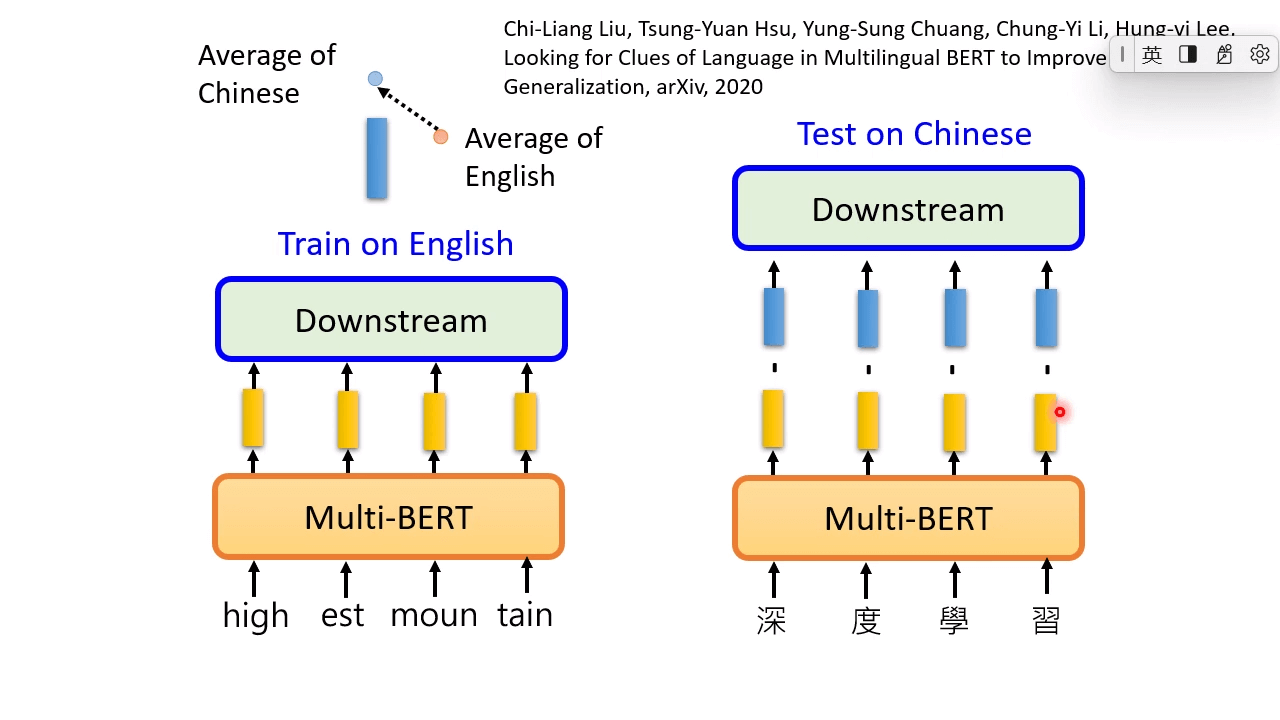 Chi-Liang Liu, Tsung-Yuan Hsu, Yung-Sung Chuang, Chung-Yi Li, Hung-yi Lee,
Looking for Clues of Language in Multilingual BERT to Improve
Generalization, arXiv, 2020
英
Average of
Chinese
Average of
English
Train on English
Downstream
Multi-BERT
high est moun tain
Test on Chinese
Downstream
Multi-BERT
深 度 學 習